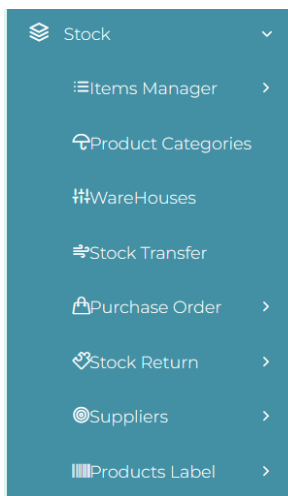 Stock
Items Manager
Product Categories
WareHouses
Stock Transfer
Purchase Order
Stock Return
Suppliers
Products Label